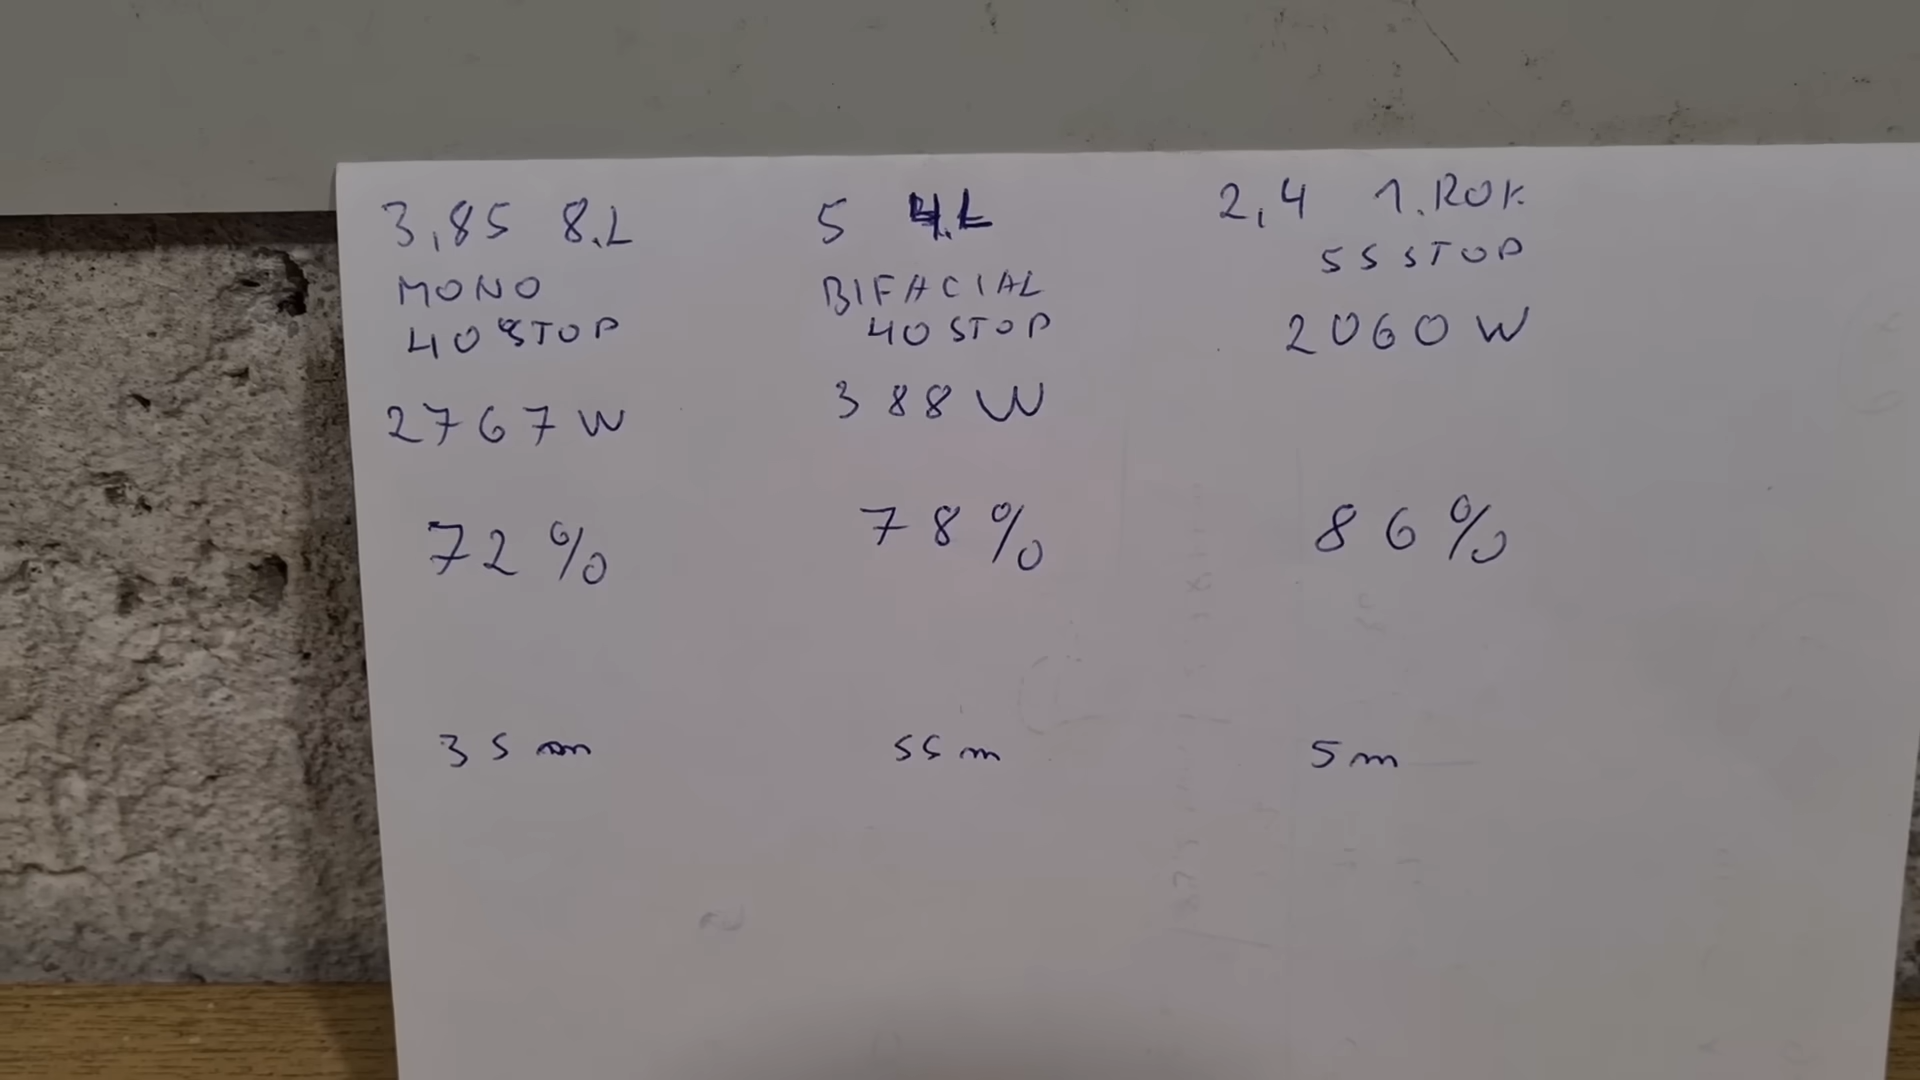 3,85 8.L
MONO
40 STOP
2767 W
72%
35 m
5 4.L
BIFACIAL
40 STOP
388 W
78%
55 m
2,4 1.ROK
55 STOP
2060 W
86%
5 m